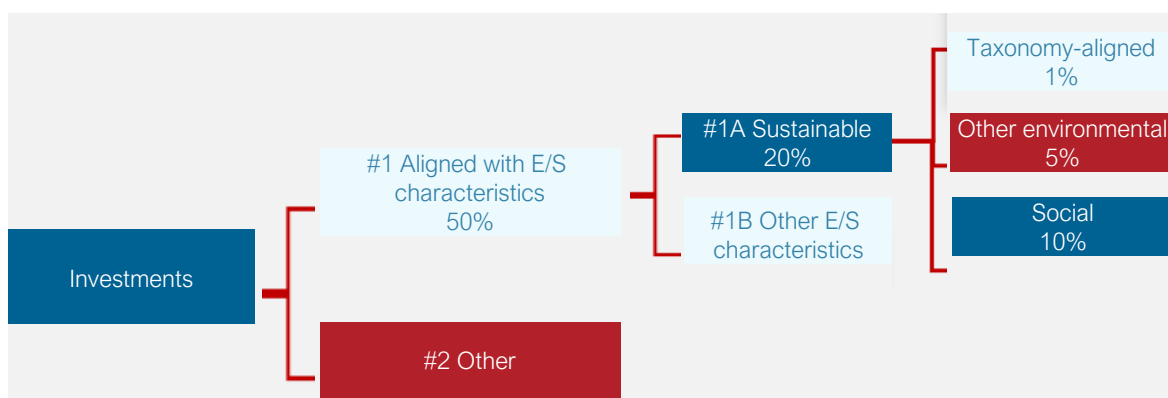 Investments
#1 Aligned with E/S
characteristics
50%
#2 Other
#1A Sustainable
20%
#1B Other E/S
characteristics
Taxonomy-aligned
1%
Other environmental
5%
Social
10%